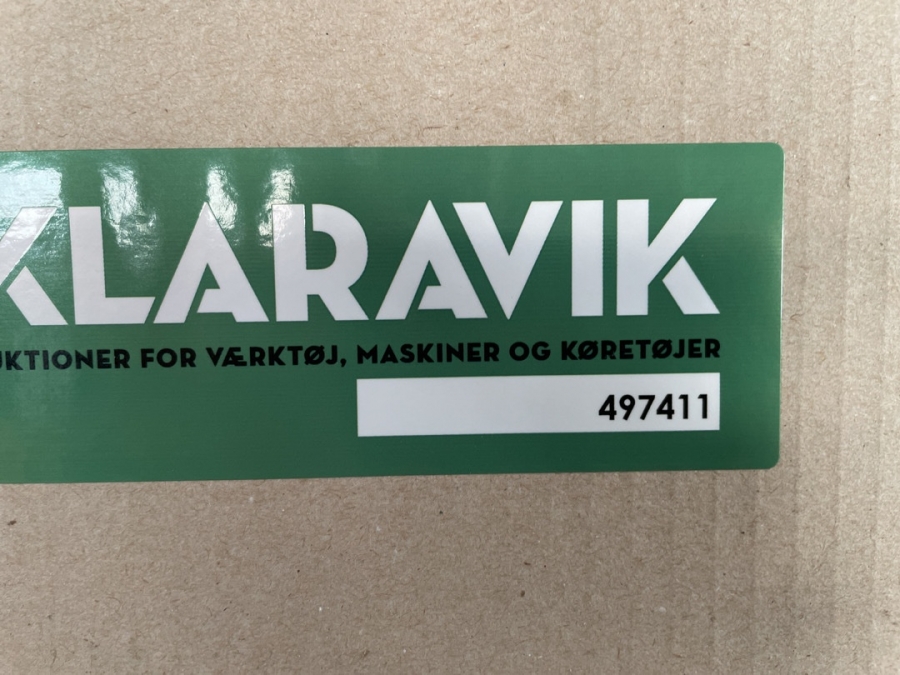 KLARAVIK
UKTIONER FOR VÆRKTØJ, MASKINER OG KØRETØJER
497411